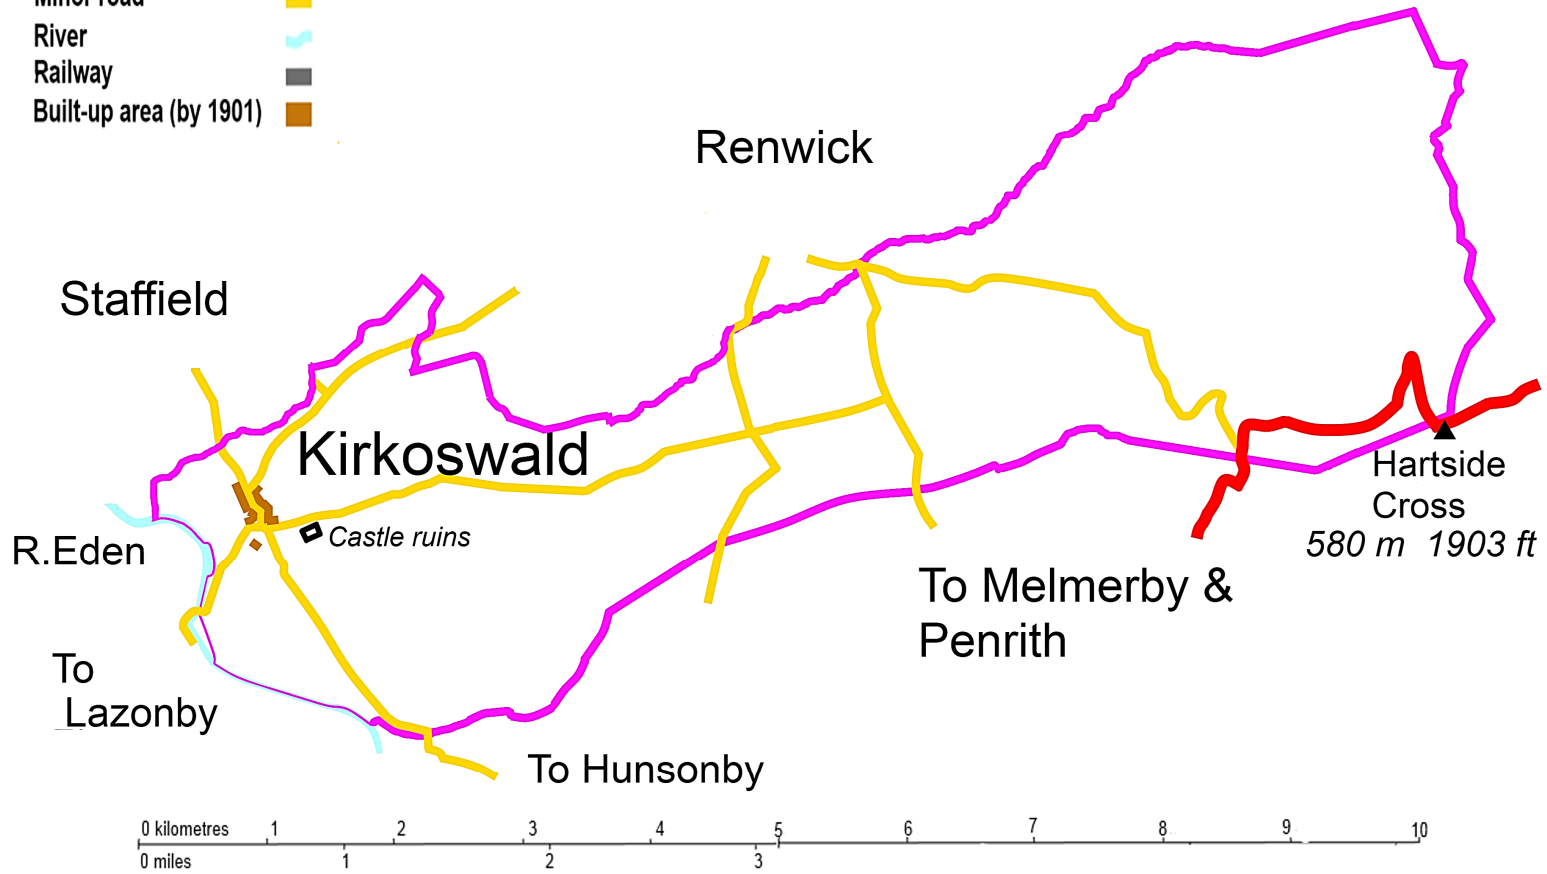 Minor road
River
Railway
Built-up area (by 1901)
Renwick
Staffield
Kirkoswald
Hartside
Cross
580 m 1903 ft
Castle ruins
R.Eden
To Melmerby &
Penrith
To
Lazonby
To Hunsonby
0 kilometres 1 2 3 4 5 6 7 8 9 10
0 miles 1 2 3